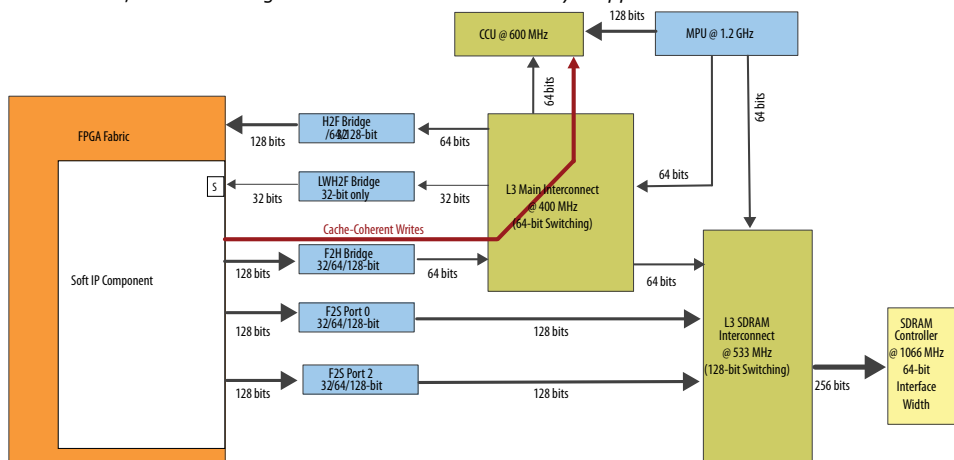 CCU @ 600 MHz
128 bits
MPU @ 1.2 GHz
64 bits
64 bits
FPGA Fabric
H2F Bridge
128 bits
64 bits
LWH2F Bridge
32-bit only
S
32 bits
32 bits
L3 Main Interconnect
@ 400 MHz
(64-bit Switching)
64 bits
Cache-Coherent Writes
Soft IP Component
F2H Bridge
32/64/128-bit
128 bits
64 bits
64 bits
F2S Port 0
32/64/128-bit
128 bits
128 bits
L3 SDRAM
Interconnect
@ 533 MHz
(128-bit Switching)
SDRAM
Controller
@ 1066 MHz
64-bit
Interface
Width
F2S Port 2
32/64/128-bit
128 bits
128 bits
256 bits